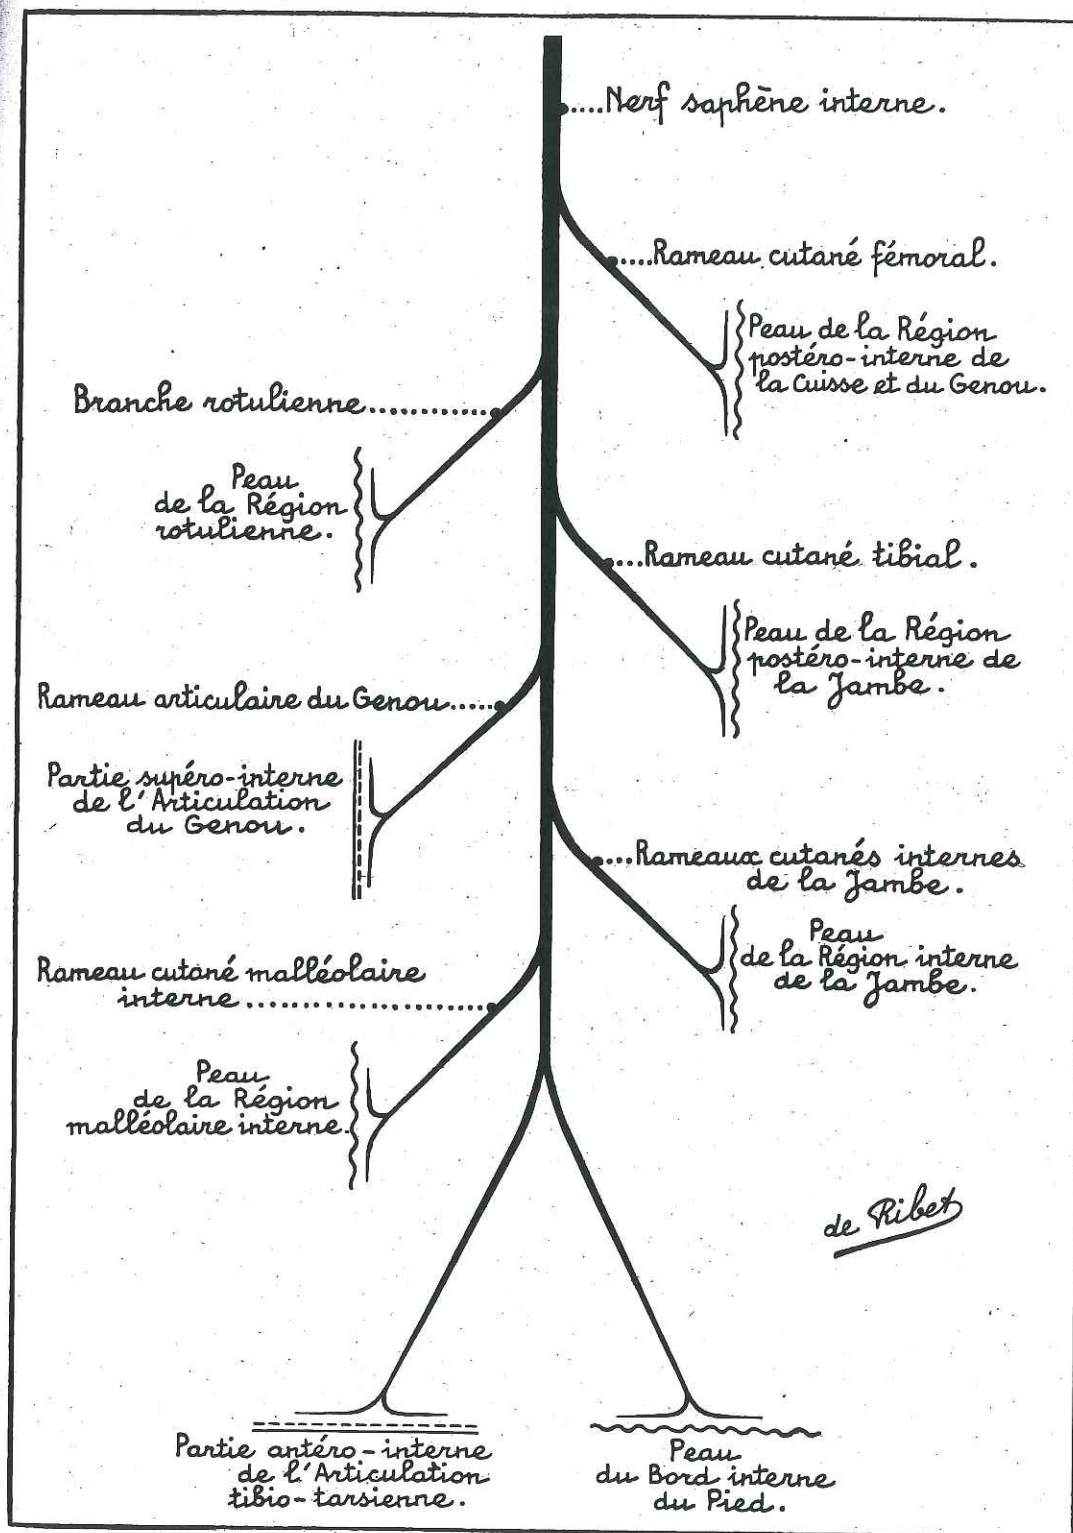 Nerf saphène interne.
Rameau cutané fémoral.
Peau de la Région
postéro-interne de
la Cuisse et du Genou.
Branche rotulienne
Peau
de la Région
rotulienne.
Rameau cutané tibial.
Peau de la Région
postéro-interne de
la Jambe.
Rameau articulaire du Genou
Partie supéro-interne
de l'Articulation
du Genou.
Rameaux cutanés internes
de la Jambe.
Peau
de la Région interne
de la Jambe.
Rameau cutané malléolaire
interne
Peau
de la Région
malléolaire interne.
de Ribet
Partie antéro-interne
de l'Articulation
tibio-tarsienne.
Peau
du Bord interne
du Pied.